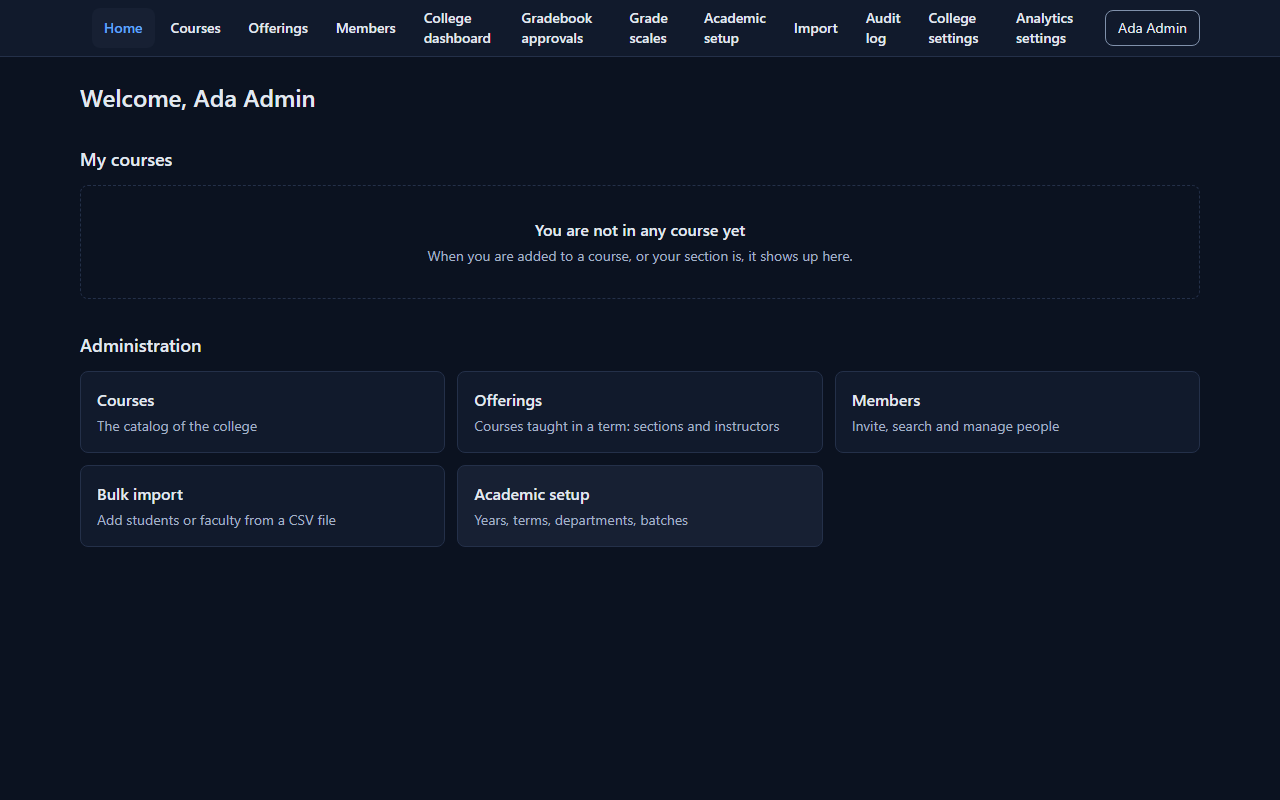 Home
Courses
Offerings
Members
College dashboard
Gradebook approvals
Grade scales
Academic setup
Import
Audit log
College settings
Analytics settings
Ada Admin
Welcome, Ada Admin
My courses
You are not in any course yet
When you are added to a course, or your section is, it shows up here.
Administration
Courses
The catalog of the college
Offerings
Courses taught in a term: sections and instructors
Members
Invite, search and manage people
Bulk import
Add students or faculty from a CSV file
Academic setup
Years, terms, departments, batches